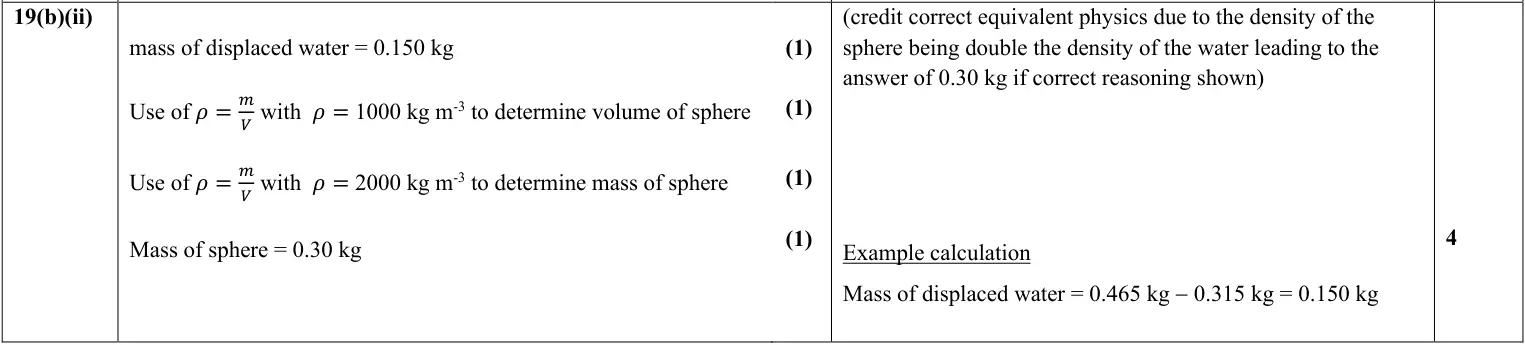 19(b)(ii)
mass of displaced water = 0.150 kg (1)
Use of ρ = m/V with ρ = 1000 kg m⁻³ to determine volume of sphere (1)
Use of ρ = m/V with ρ = 2000 kg m⁻³ to determine mass of sphere (1)
Mass of sphere = 0.30 kg (1)
(credit correct equivalent physics due to the density of the
sphere being double the density of the water leading to the
answer of 0.30 kg if correct reasoning shown)
Example calculation
Mass of displaced water = 0.465 kg – 0.315 kg = 0.150 kg
4